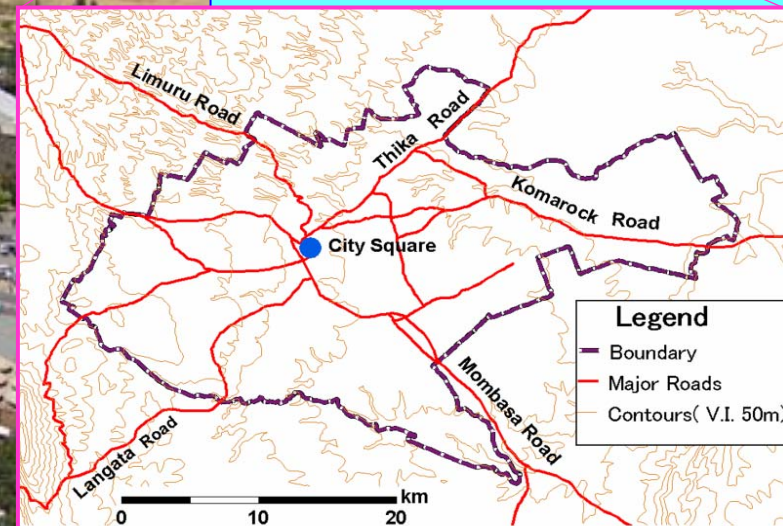 Limuru Road
Thika Road
Komarock Road
City Square
Legend
Boundary
Major Roads
Contours( V.I. 50m)
Mombasa Road
Langata Road
km
0 10 20